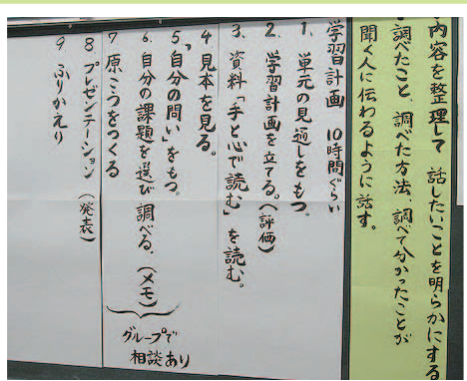 内容を整理して 話したいことを明らかにする
調べたこと、調べた方法、調べて分かったことが
聞く人に伝わるように話す。
学習計画 10時間ぐらい
1. 単元の見通しをもつ。
2. 学習計画を立てる。(評価)
3. 資料「手と心で読む」を読む。
4 見本を見る。
5.「自分の問い」をもつ。
6. 自分の課題を選び調べる。(メモ)
7 原こうをつくる
8 プレゼンテーション(発表)
9 ふりかえり
グループで
相談あり